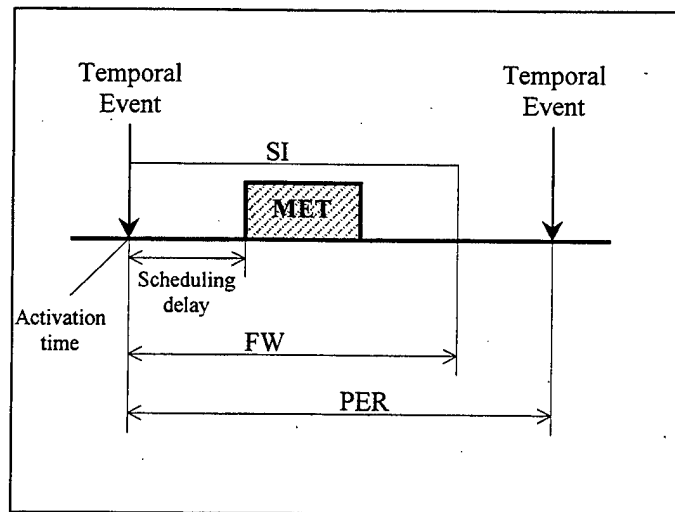 Temporal
Event
Temporal
Event
SI
MET
Scheduling
delay
Activation
time
FW
PER